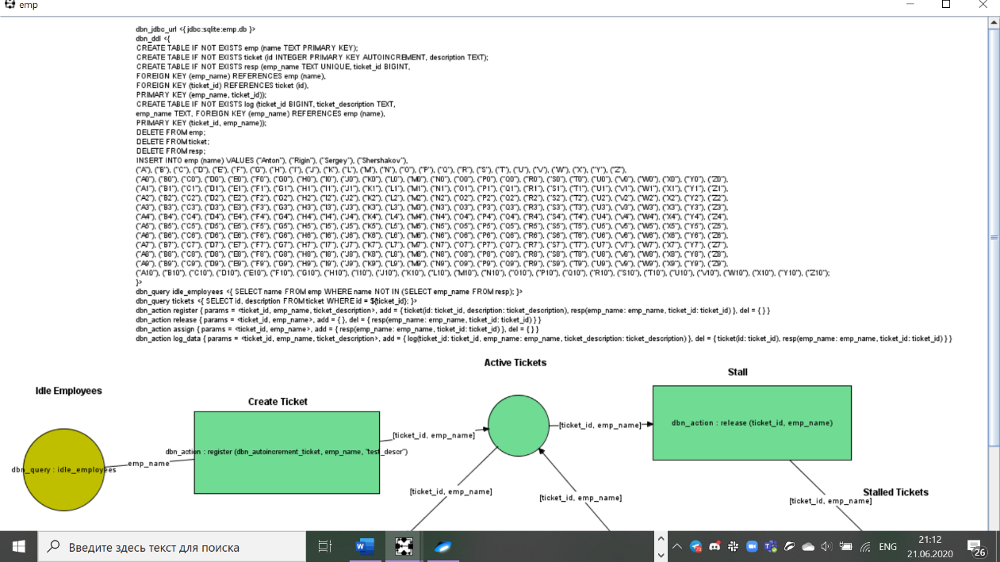 emp
dbn_jdbc_url <{ jdbc:sqlite:emp.db }>
dbn_ddl <{
CREATE TABLE IF NOT EXISTS emp (name TEXT PRIMARY KEY);
CREATE TABLE IF NOT EXISTS ticket (id INTEGER PRIMARY KEY AUTOINCREMENT, description TEXT);
CREATE TABLE IF NOT EXISTS resp (emp_name TEXT UNIQUE, ticket_id BIGINT,
FOREIGN KEY (emp_name) REFERENCES emp (name),
FOREIGN KEY (ticket_id) REFERENCES ticket (id),
PRIMARY KEY (emp_name, ticket_id));
CREATE TABLE IF NOT EXISTS log (ticket_id BIGINT, ticket_description TEXT,
emp_name TEXT, FOREIGN KEY (emp_name) REFERENCES emp (name),
PRIMARY KEY (ticket_id, emp_name));
DELETE FROM emp;
DELETE FROM ticket;
DELETE FROM resp;
INSERT INTO emp (name) VALUES ("Anton"), ("Rigin"), ("Sergey"), ("Shershakov"),
("A"), ("B"), ("C"), ("D"), ("E"), ("F"), ("G"), ("H"), ("I"), ("J"), ("K"), ("L"), ("M"), ("N"), ("O"), ("P"), ("Q"), ("R"), ("S"), ("T"), ("U"), ("V"), ("W"), ("X"), ("Y"), ("Z"),
("A0"), ("B0"), ("C0"), ("D0"), ("E0"), ("F0"), ("G0"), ("H0"), ("I0"), ("J0"), ("K0"), ("L0"), ("M0"), ("N0"), ("O0"), ("P0"), ("Q0"), ("R0"), ("S0"), ("T0"), ("U0"), ("V0"), ("W0"), ("X0"), ("Y0"), ("Z0"),
("A1"), ("B1"), ("C1"), ("D1"), ("E1"), ("F1"), ("G1"), ("H1"), ("I1"), ("J1"), ("K1"), ("L1"), ("M1"), ("N1"), ("O1"), ("P1"), ("Q1"), ("R1"), ("S1"), ("T1"), ("U1"), ("V1"), ("W1"), ("X1"), ("Y1"), ("Z1"),
("A2"), ("B2"), ("C2"), ("D2"), ("E2"), ("F2"), ("G2"), ("H2"), ("I2"), ("J2"), ("K2"), ("L2"), ("M2"), ("N2"), ("O2"), ("P2"), ("Q2"), ("R2"), ("S2"), ("T2"), ("U2"), ("V2"), ("W2"), ("X2"), ("Y2"), ("Z2"),
("A3"), ("B3"), ("C3"), ("D3"), ("E3"), ("F3"), ("G3"), ("H3"), ("I3"), ("J3"), ("K3"), ("L3"), ("M3"), ("N3"), ("O3"), ("P3"), ("Q3"), ("R3"), ("S3"), ("T3"), ("U3"), ("V3"), ("W3"), ("X3"), ("Y3"), ("Z3"),
("A4"), ("B4"), ("C4"), ("D4"), ("E4"), ("F4"), ("G4"), ("H4"), ("I4"), ("J4"), ("K4"), ("L4"), ("M4"), ("N4"), ("O4"), ("P4"), ("Q4"), ("R4"), ("S4"), ("T4"), ("U4"), ("V4"), ("W4"), ("X4"), ("Y4"), ("Z4"),
("A5"), ("B5"), ("C5"), ("D5"), ("E5"), ("F5"), ("G5"), ("H5"), ("I5"), ("J5"), ("K5"), ("L5"), ("M5"), ("N5"), ("O5"), ("P5"), ("Q5"), ("R5"), ("S5"), ("T5"), ("U5"), ("V5"), ("W5"), ("X5"), ("Y5"), ("Z5"),
("A6"), ("B6"), ("C6"), ("D6"), ("E6"), ("F6"), ("G6"), ("H6"), ("I6"), ("J6"), ("K6"), ("L6"), ("M6"), ("N6"), ("O6"), ("P6"), ("Q6"), ("R6"), ("S6"), ("T6"), ("U6"), ("V6"), ("W6"), ("X6"), ("Y6"), ("Z6"),
("A7"), ("B7"), ("C7"), ("D7"), ("E7"), ("F7"), ("G7"), ("H7"), ("I7"), ("J7"), ("K7"), ("L7"), ("M7"), ("N7"), ("O7"), ("P7"), ("Q7"), ("R7"), ("S7"), ("T7"), ("U7"), ("V7"), ("W7"), ("X7"), ("Y7"), ("Z7"),
("A8"), ("B8"), ("C8"), ("D8"), ("E8"), ("F8"), ("G8"), ("H8"), ("I8"), ("J8"), ("K8"), ("L8"), ("M8"), ("N8"), ("O8"), ("P8"), ("Q8"), ("R8"), ("S8"), ("T8"), ("U8"), ("V8"), ("W8"), ("X8"), ("Y8"), ("Z8"),
("A9"), ("B9"), ("C9"), ("D9"), ("E9"), ("F9"), ("G9"), ("H9"), ("I9"), ("J9"), ("K9"), ("L9"), ("M9"), ("N9"), ("O9"), ("P9"), ("Q9"), ("R9"), ("S9"), ("T9"), ("U9"), ("V9"), ("W9"), ("X9"), ("Y9"), ("Z9"),
("A10"), ("B10"), ("C10"), ("D10"), ("E10"), ("F10"), ("G10"), ("H10"), ("I10"), ("J10"), ("K10"), ("L10"), ("M10"), ("N10"), ("O10"), ("P10"), ("Q10"), ("R10"), ("S10"), ("T10"), ("U10"), ("V10"), ("W10"), ("X10"), ("Y10"), ("Z10");
}>
dbn_query idle_employees <{ SELECT name FROM emp WHERE name NOT IN (SELECT emp_name FROM resp); }>
dbn_query tickets <{ SELECT id, description FROM ticket WHERE id = ${ticket_id}; }>
dbn_action register { params = <ticket_id, emp_name, ticket_description>, add = { ticket(id: ticket_id, description: ticket_description), resp(emp_name: emp_name, ticket_id: ticket_id) }, del = { } }
dbn_action release { params = <ticket_id, emp_name>, add = { }, del = { resp(emp_name: emp_name, ticket_id: ticket_id) } }
dbn_action assign { params = <ticket_id, emp_name>, add = { resp(emp_name: emp_name, ticket_id: ticket_id) }, del = { } }
dbn_action log_data { params = <ticket_id, emp_name, ticket_description>, add = { log(ticket_id: ticket_id, emp_name: emp_name, ticket_description: ticket_description) }, del = { ticket(id: ticket_id), resp(emp_name: emp_name, ticket_id: ticket_id) } }
Active Tickets
Stall
Idle Employees
Create Ticket
[ticket_id, emp_name]
[ticket_id, emp_name]
dbn_action : release (ticket_id, emp_name)
dbn_action : register (dbn_autoincrement_ticket, emp_name, "test_descr")
emp_name
dbn_query : idle_employees
[ticket_id, emp_name]
[ticket_id, emp_name]
Stalled Tickets
[ticket_id, emp_name]
Введите здесь текст для поиска
ENG
21:12
21.06.2020
26